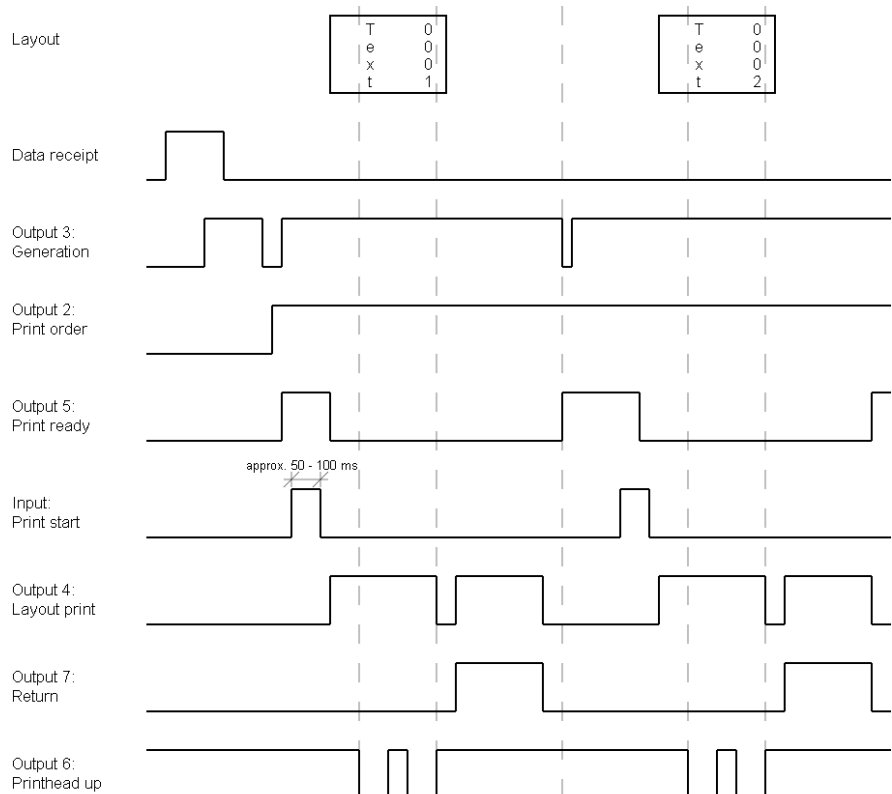 Layout
T 0
e 0
x 0
t 1
T 0
e 0
x 0
t 2
Data receipt
Output 3:
Generation
Output 2:
Print order
Output 5:
Print ready
approx. 50 - 100 ms
Input:
Print start
Output 4:
Layout print
Output 7:
Return
Output 6:
Printhead up